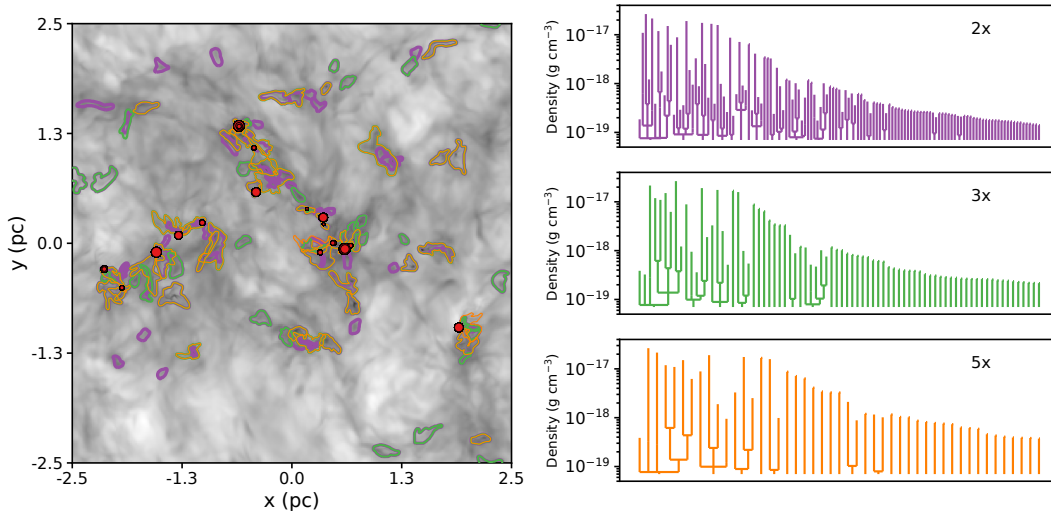 2.5
1.3
0.0
-1.3
-2.5
y (pc)
-2.5 -1.3 0.0 1.3 2.5
x (pc)
2x
10⁻¹⁷
10⁻¹⁸
10⁻¹⁹
Density (g cm⁻³)
3x
10⁻¹⁷
10⁻¹⁸
10⁻¹⁹
Density (g cm⁻³)
5x
10⁻¹⁷
10⁻¹⁸
10⁻¹⁹
Density (g cm⁻³)